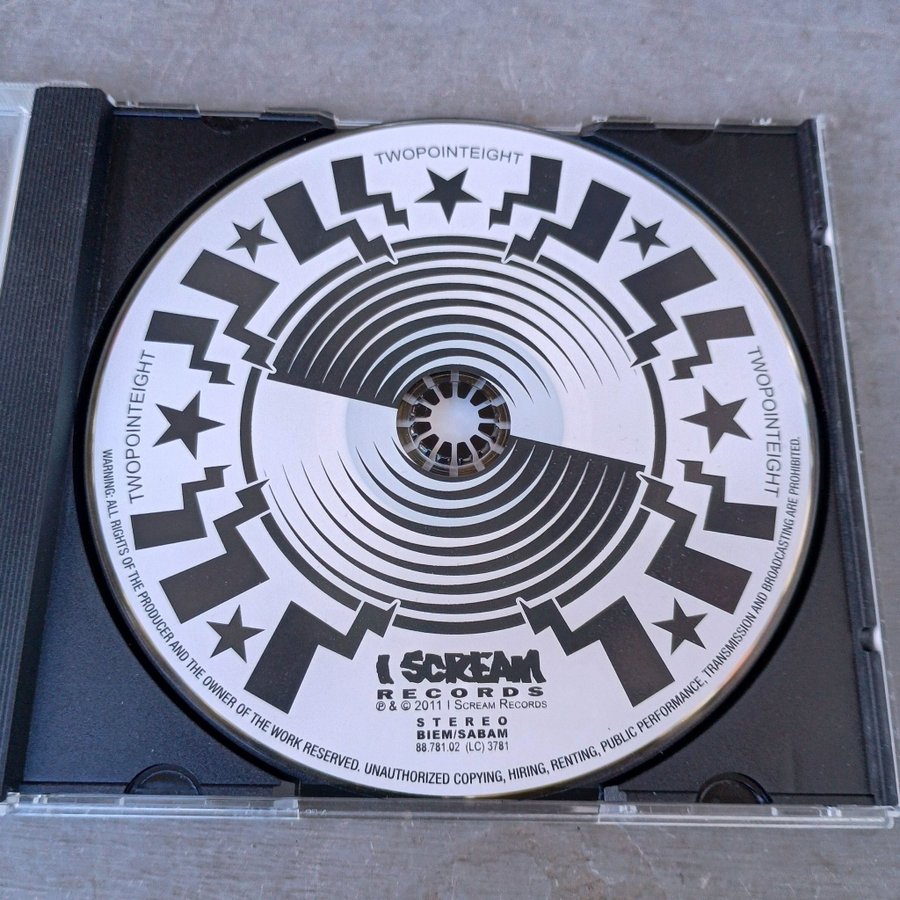 TWOPOINTEIGHT
TWOPOINTEIGHT
TWOPOINTEIGHT
I SCREAM
RECORDS
℗ & © 2011 I SCREAM RECORDS
STEREO
BIEM/SABAM
88.781.02 (LC) 3781
WARNING: ALL RIGHTS OF THE PRODUCER AND THE OWNER OF THE WORK RESERVED. UNAUTHORIZED COPYING, HIRING, RENTING, PUBLIC PERFORMANCE, TRANSMISSION AND BROADCASTING ARE PROHIBITED.